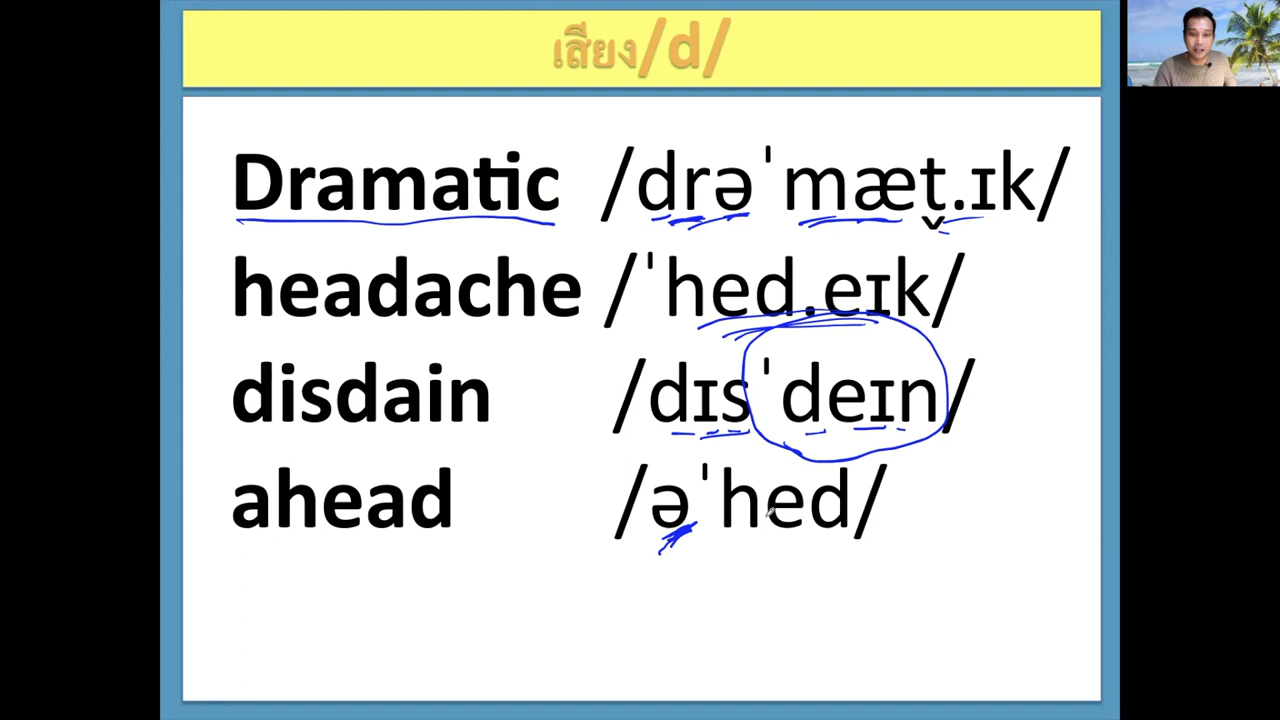 เสียง/d/
Dramatic /drəˈmæt̬.ɪk/
headache /ˈhed.eɪk/
disdain /dɪsˈdeɪn/
ahead /əˈhed/